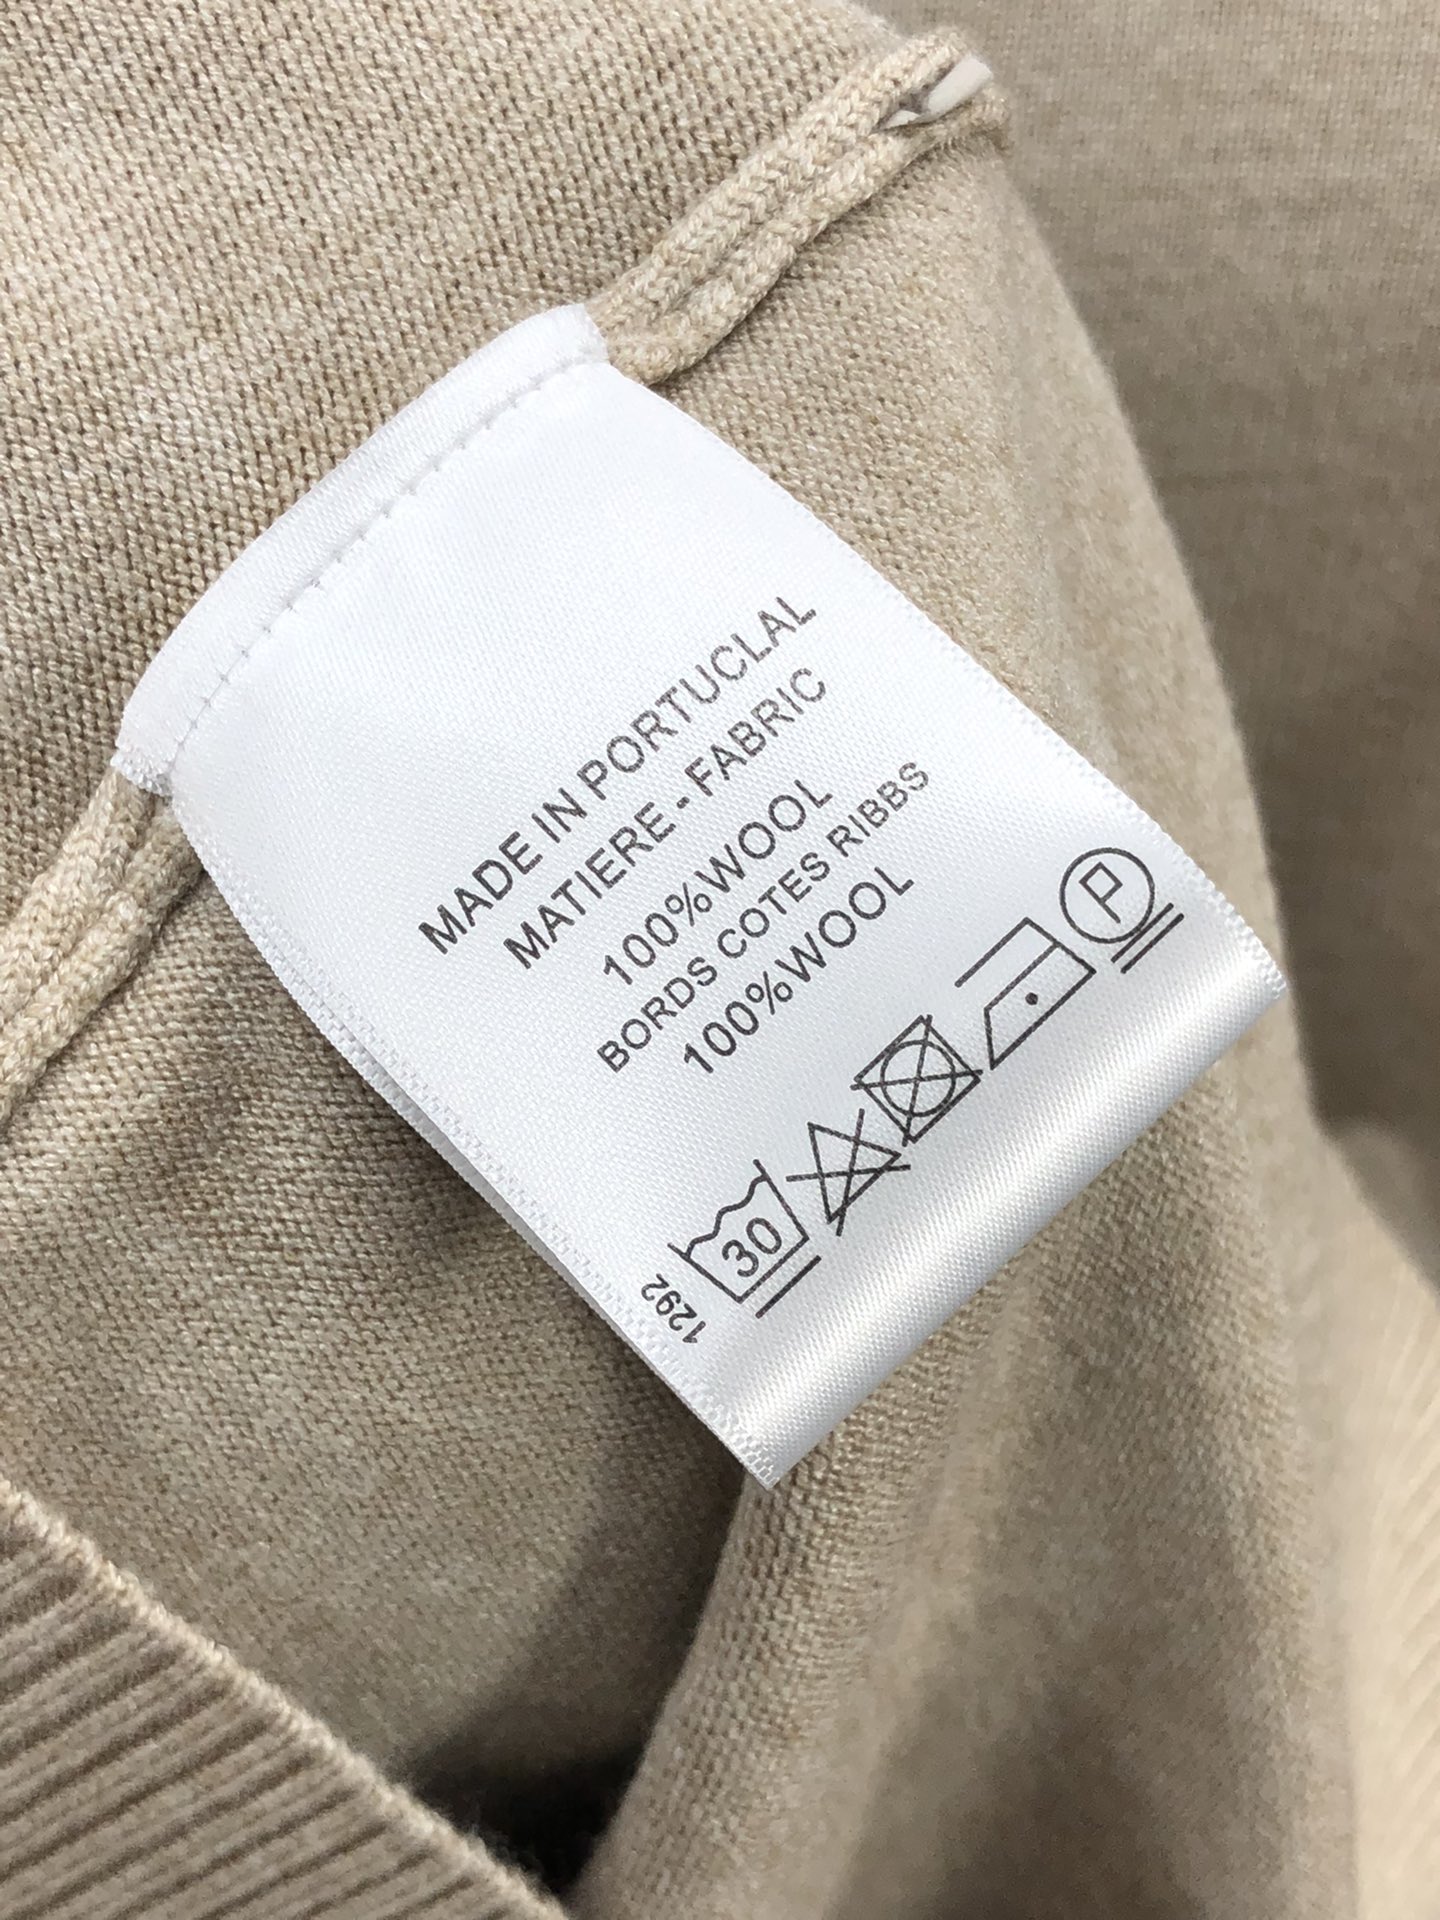 MADE IN PORTUCLAL
MATIERE - FABRIC
100%WOOL
BORDS COTES RIBBS
100%WOOL
30
P
1292